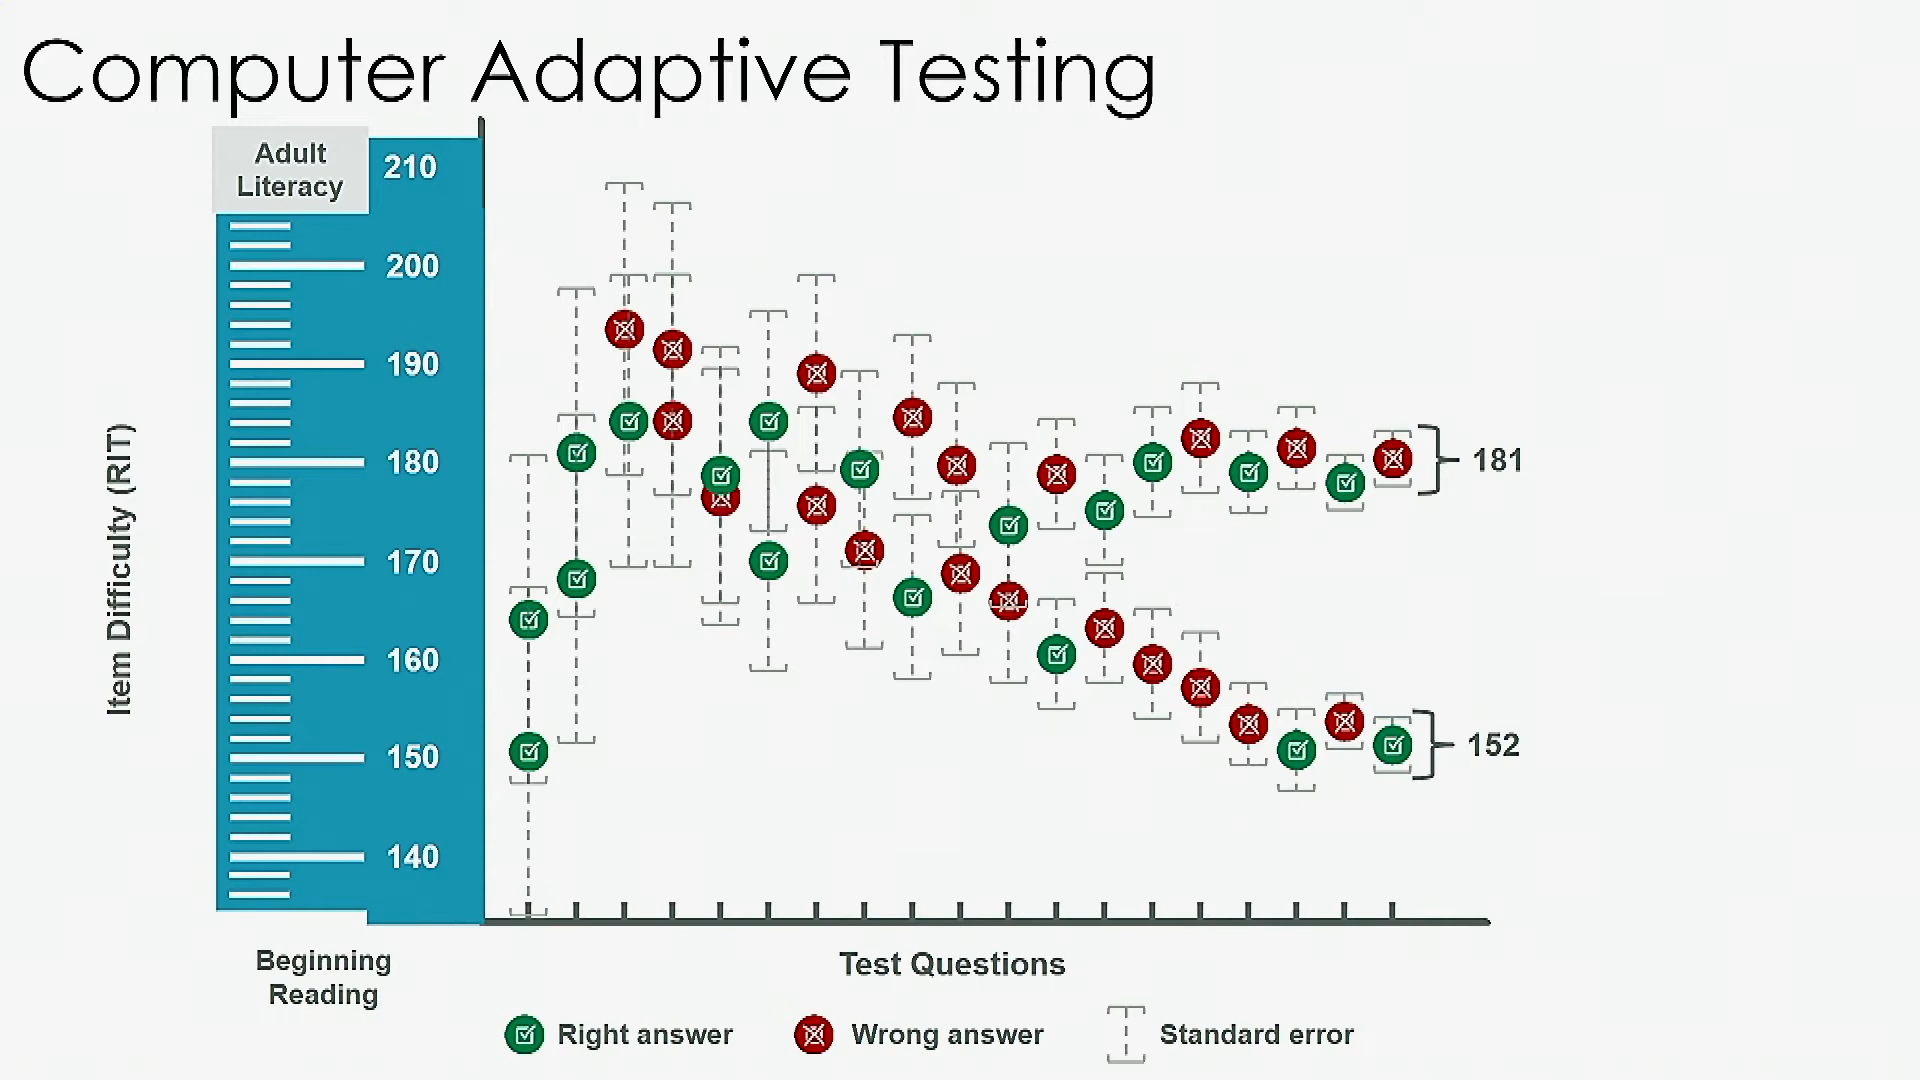 Computer Adaptive Testing
Adult
Literacy
210
200
190
180
170
160
150
140
Item Difficulty (RIT)
181
152
Beginning
Reading
Test Questions
Right answer
Wrong answer
Standard error